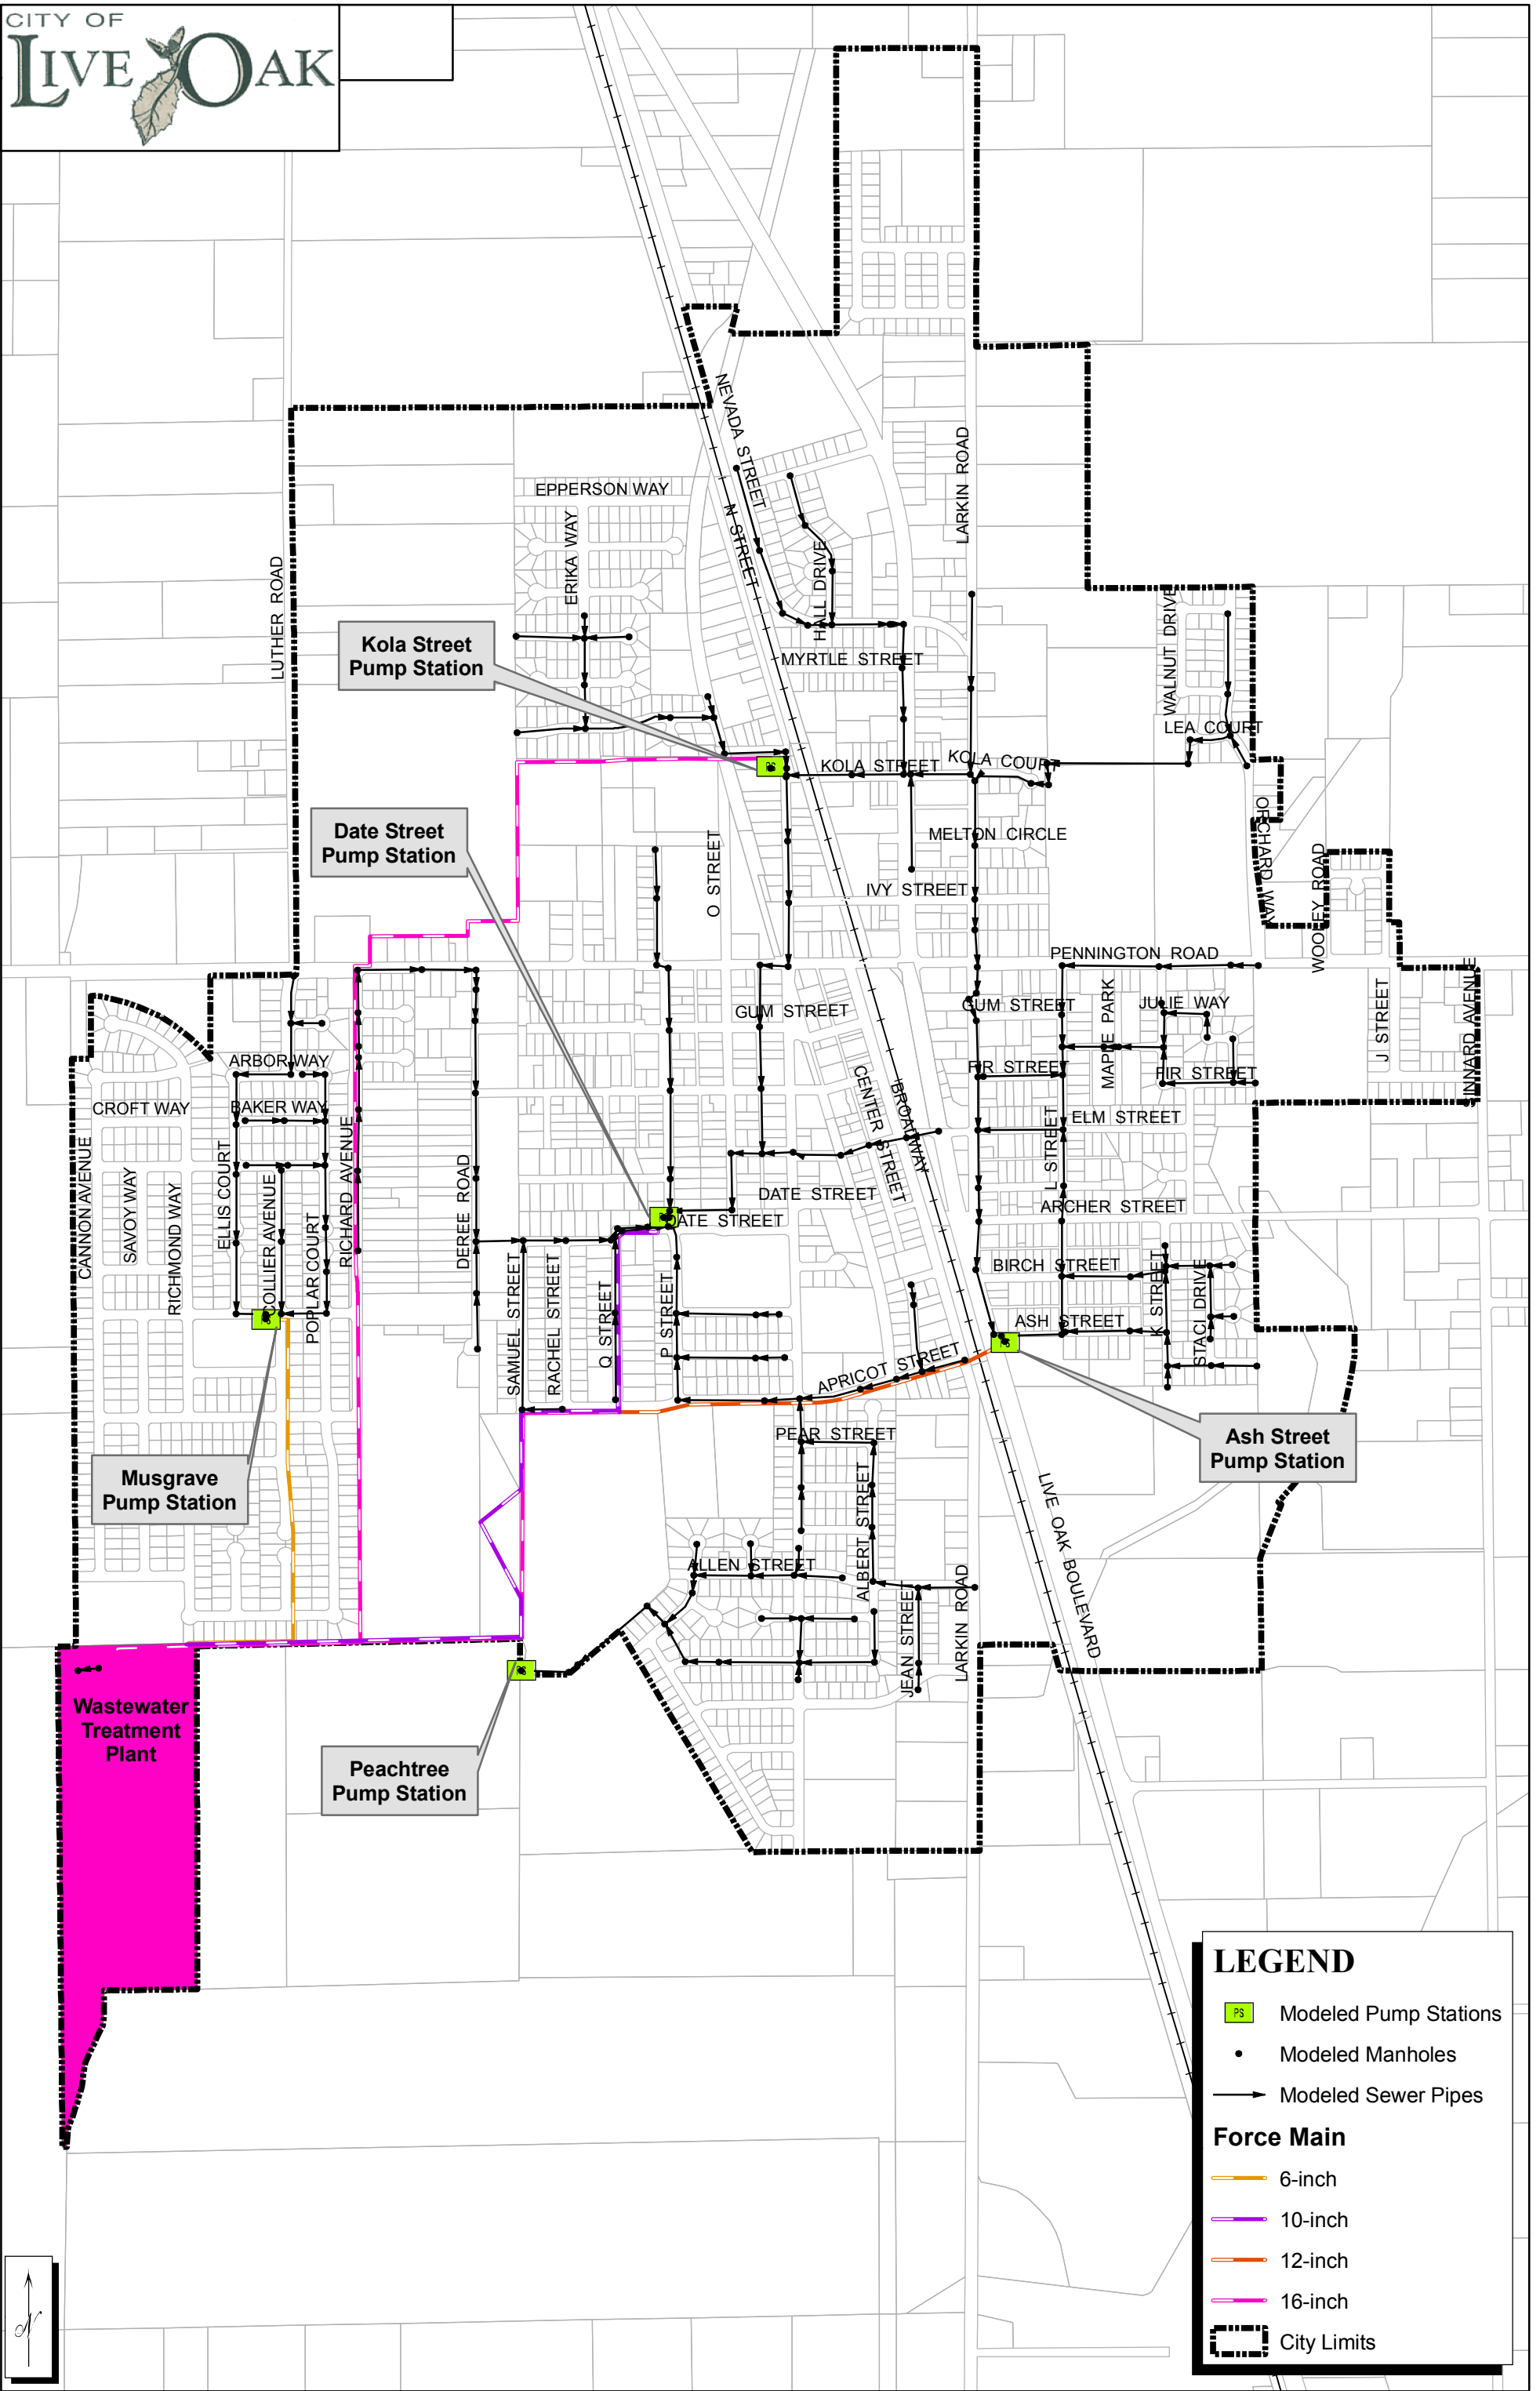 CITY OF
LIVE OAK
NEVADA STREET
N STREET
LARKIN ROAD
EPPERSON WAY
ERIKA WAY
HALL DRIVE
LUTHER ROAD
WALNUT DRIVE
Kola Street
Pump Station
MYRTLE STREET
LEA COURT
KOLA STREET
KOLA COURT
ORCHARD WAY
Date Street
Pump Station
O STREET
MELTON CIRCLE
IVY STREET
WOOLEY ROAD
PENNINGTON ROAD
GUM STREET
GUM STREET
MAPLE PARK
JULIE WAY
J STREET
INNARD AVENUE
ARBOR WAY
FIR STREET
FIR STREET
CENTER STREET
BROADWAY
CROFT WAY
BAKER WAY
ELM STREET
L STREET
CANNON AVENUE
SAVOY WAY
RICHMOND WAY
ELLIS COURT
COLLIER AVENUE
POPLAR COURT
RICHARD AVENUE
DEREE ROAD
DATE STREET
DATE STREET
ARCHER STREET
BIRCH STREET
K STREET
STACI DRIVE
SAMUEL STREET
RACHEL STREET
Q STREET
P STREET
ASH STREET
APRICOT STREET
PEAR STREET
Ash Street
Pump Station
Musgrave
Pump Station
ALBERT STREET
LIVE OAK BOULEVARD
ALLEN STREET
JEAN STREET
LARKIN ROAD
PS
PS
PS
PS
PS
PS
Wastewater
Treatment
Plant
Peachtree
Pump Station
LEGEND
PS Modeled Pump Stations
Modeled Manholes
Modeled Sewer Pipes
Force Main
6-inch
10-inch
12-inch
16-inch
City Limits
N